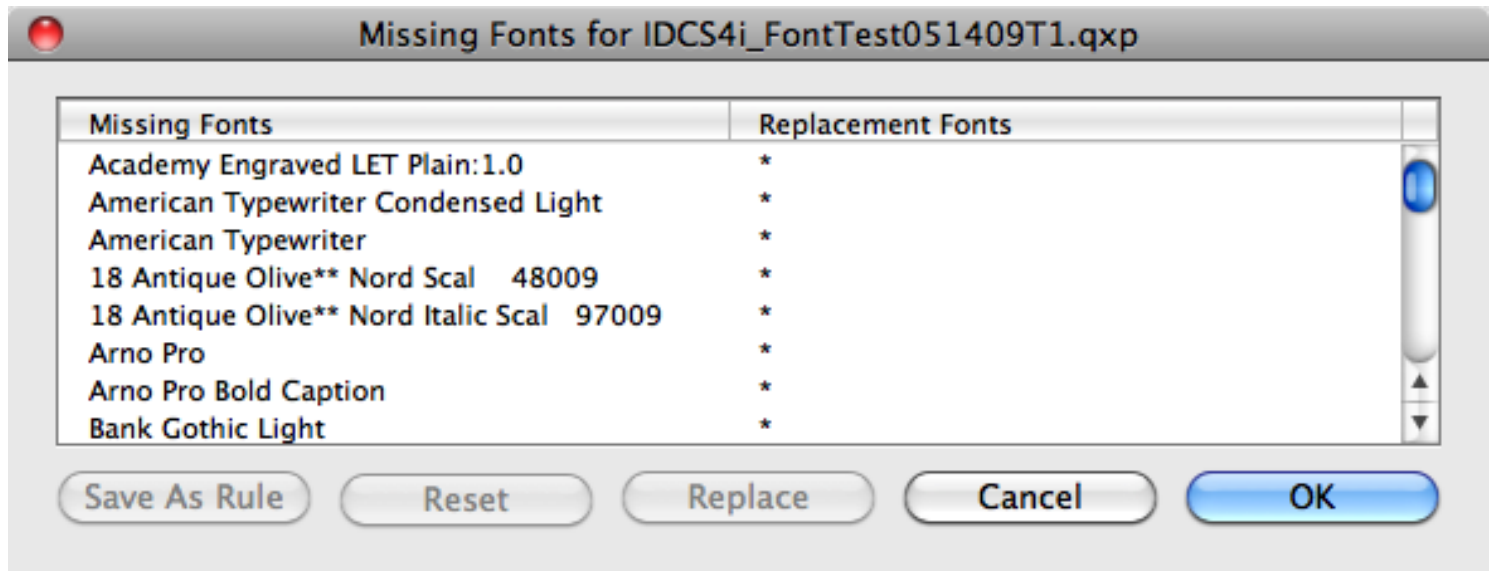 Missing Fonts for IDCS4i_FontTest051409T1.qxp
Missing Fonts Replacement Fonts
Academy Engraved LET Plain:1.0 *
American Typewriter Condensed Light *
American Typewriter *
18 Antique Olive** Nord Scal 48009 *
18 Antique Olive** Nord Italic Scal 97009 *
Arno Pro *
Arno Pro Bold Caption *
Bank Gothic Light *
Save As Rule Reset Replace Cancel OK